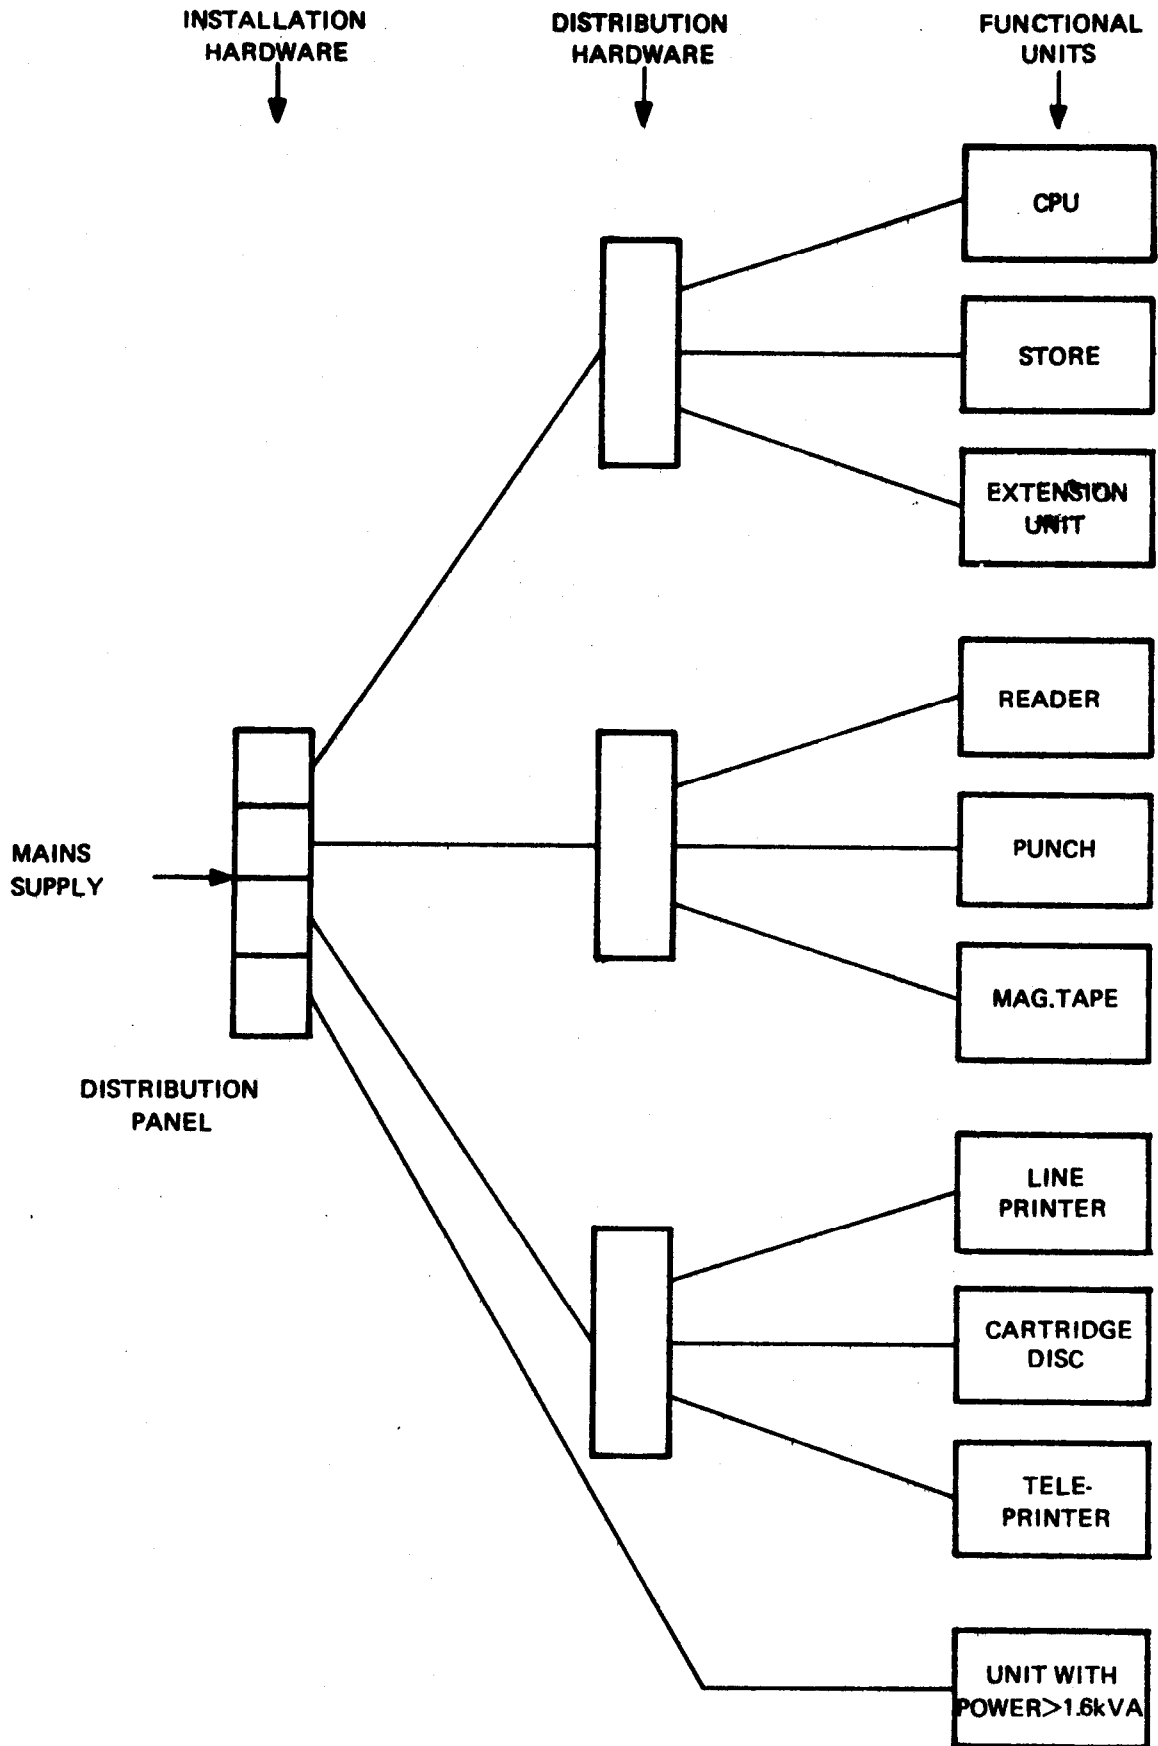 INSTALLATION
HARDWARE
DISTRIBUTION
HARDWARE
FUNCTIONAL
UNITS
CPU
STORE
EXTENSION
UNIT
READER
PUNCH
MAG.TAPE
MAINS
SUPPLY
DISTRIBUTION
PANEL
LINE
PRINTER
CARTRIDGE
DISC
TELE-
PRINTER
UNIT WITH
POWER>1.6kVA